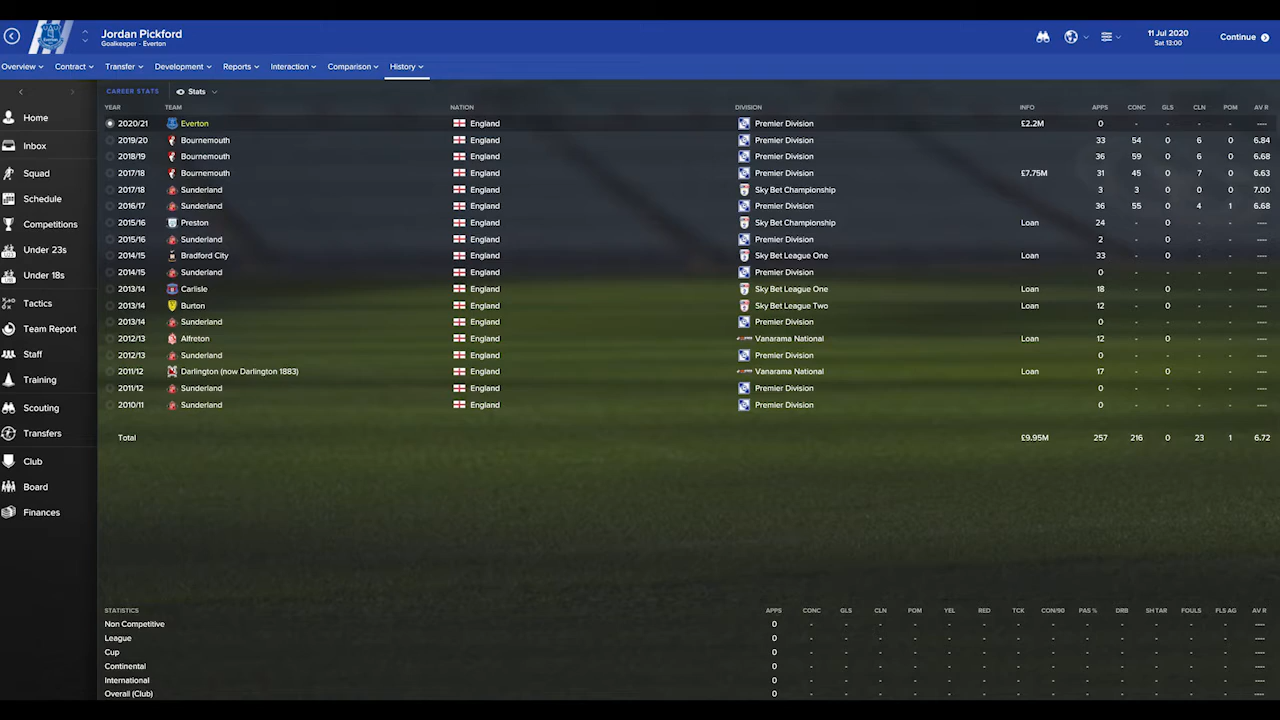 Jordan Pickford
Goalkeeper - Everton
11 Jul 2020
Sat 13:00
Continue
Overview Contract Transfer Development Reports Interaction Comparison History
CAREER STATS Stats
YEAR TEAM NATION DIVISION INFO APPS CONC GLS CLN POM AV R
2020/21 Everton England Premier Division £2.2M 0 - - - - ----
2019/20 Bournemouth England Premier Division 33 54 0 6 0 6.84
2018/19 Bournemouth England Premier Division 36 59 0 6 0 6.68
2017/18 Bournemouth England Premier Division £7.75M 31 45 0 7 0 6.63
2017/18 Sunderland England Sky Bet Championship 3 3 0 0 0 7.00
2016/17 Sunderland England Premier Division 36 55 0 4 1 6.68
2015/16 Preston England Sky Bet Championship Loan 24 - 0 - - ----
2015/16 Sunderland England Premier Division 2 - 0 - - ----
2014/15 Bradford City England Sky Bet League One Loan 33 - 0 - - ----
2014/15 Sunderland England Premier Division 0 - - - - ----
2013/14 Carlisle England Sky Bet League One Loan 18 - 0 - - ----
2013/14 Burton England Sky Bet League Two Loan 12 - 0 - - ----
2013/14 Sunderland England Premier Division 0 - - - - ----
2012/13 Alfreton England Vanarama National Loan 12 - 0 - - ----
2012/13 Sunderland England Premier Division 0 - - - - ----
2011/12 Darlington (now Darlington 1883) England Vanarama National Loan 17 - 0 - - ----
2011/12 Sunderland England Premier Division 0 - - - - ----
2010/11 Sunderland England Premier Division 0 - - - - ----
Total £9.95M 257 216 0 23 1 6.72
Home
Inbox
Squad
Schedule
Competitions
Under 23s
Under 18s
Tactics
Team Report
Staff
Training
Scouting
Transfers
Club
Board
Finances
STATISTICS APPS CONC GLS CLN POM YEL RED TCK CON/90 PAS % DRB SH TAR FOULS FLS AG AV R
Non Competitive 0 - - - - - - - - - - - - - ----
League 0 - - - - - - - - - - - - - ----
Cup 0 - - - - - - - - - - - - - ----
Continental 0 - - - - - - - - - - - - - ----
International 0 - - - - - - - - - - - - - ----
Overall (Club) 0 - - - - - - - - - - - - - ----